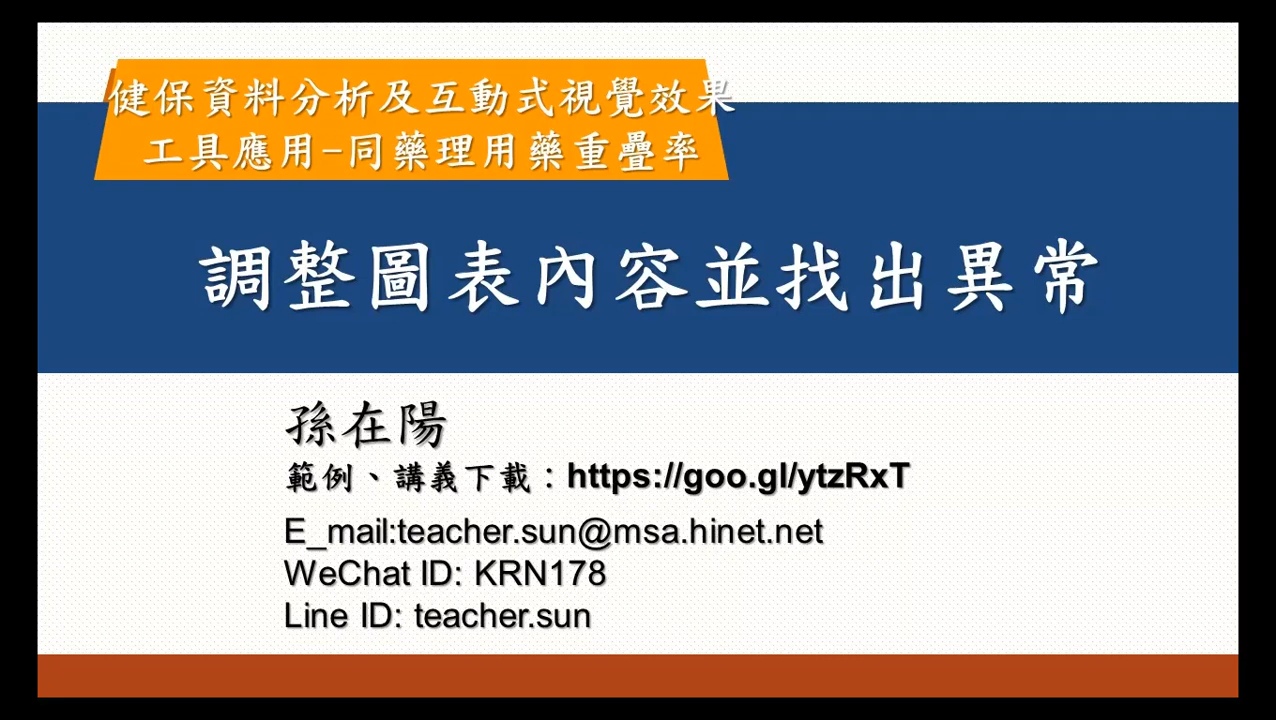 健保資料分析及互動式視覺效果
工具應用-同藥理用藥重疊率
調整圖表內容並找出異常
孫在陽
範例、講義下載：https://goo.gl/ytzRxT
E_mail:teacher.sun@msa.hinet.net
WeChat ID: KRN178
Line ID: teacher.sun